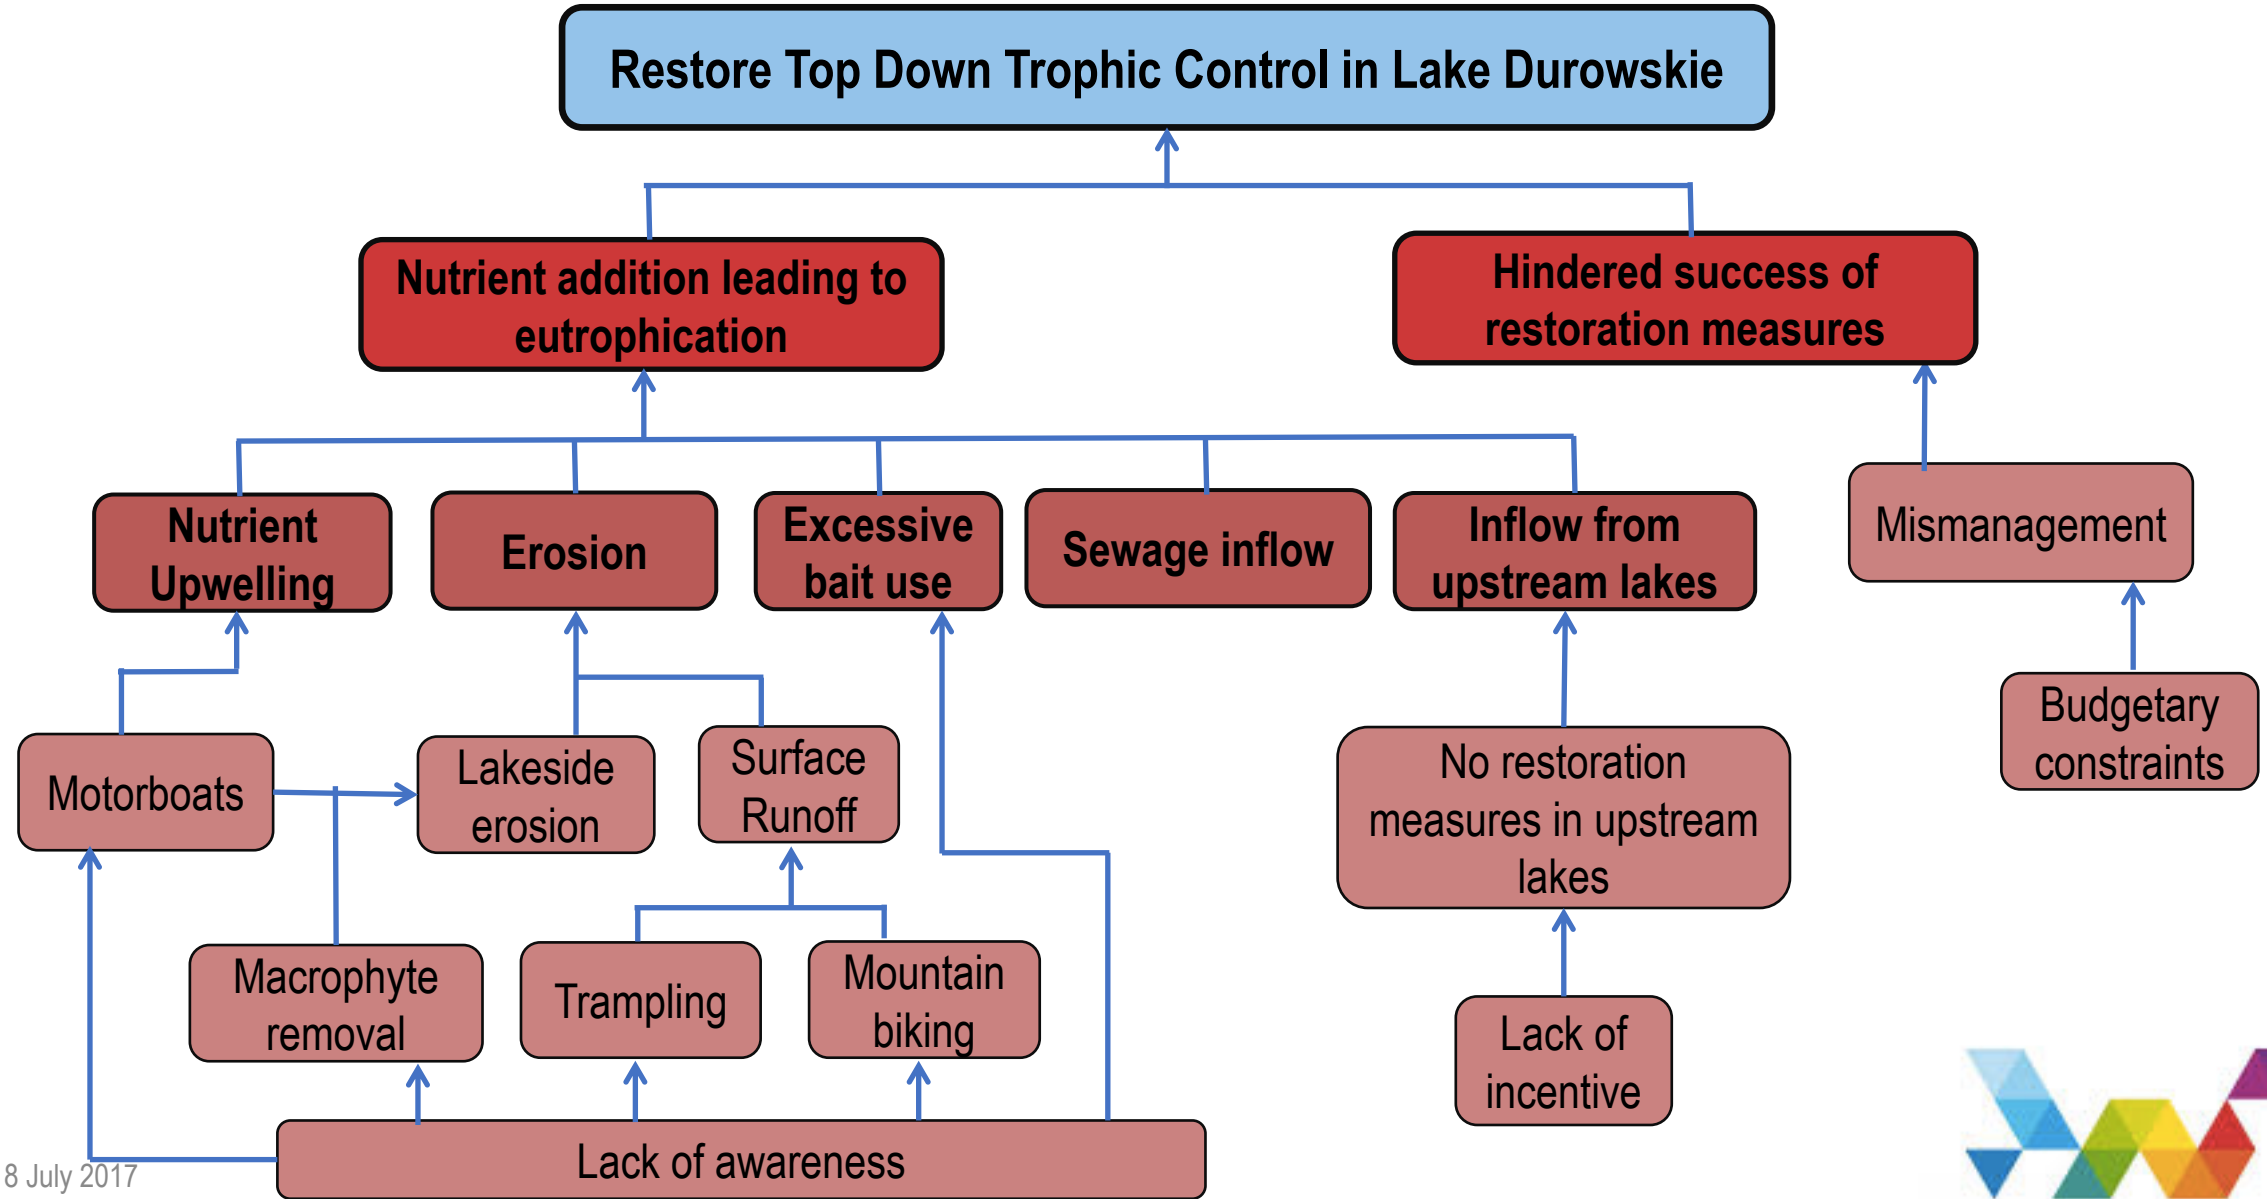 Restore Top Down Trophic Control in Lake Durowskie
Nutrient addition leading to
eutrophication
Hindered success of
restoration measures
Nutrient
Upwelling
Erosion
Excessive
bait use
Sewage inflow
Inflow from
upstream lakes
Mismanagement
Motorboats
Lakeside
erosion
Surface
Runoff
No restoration
measures in upstream
lakes
Budgetary
constraints
Macrophyte
removal
Trampling
Mountain
biking
Lack of
incentive
Lack of awareness
8 July 2017